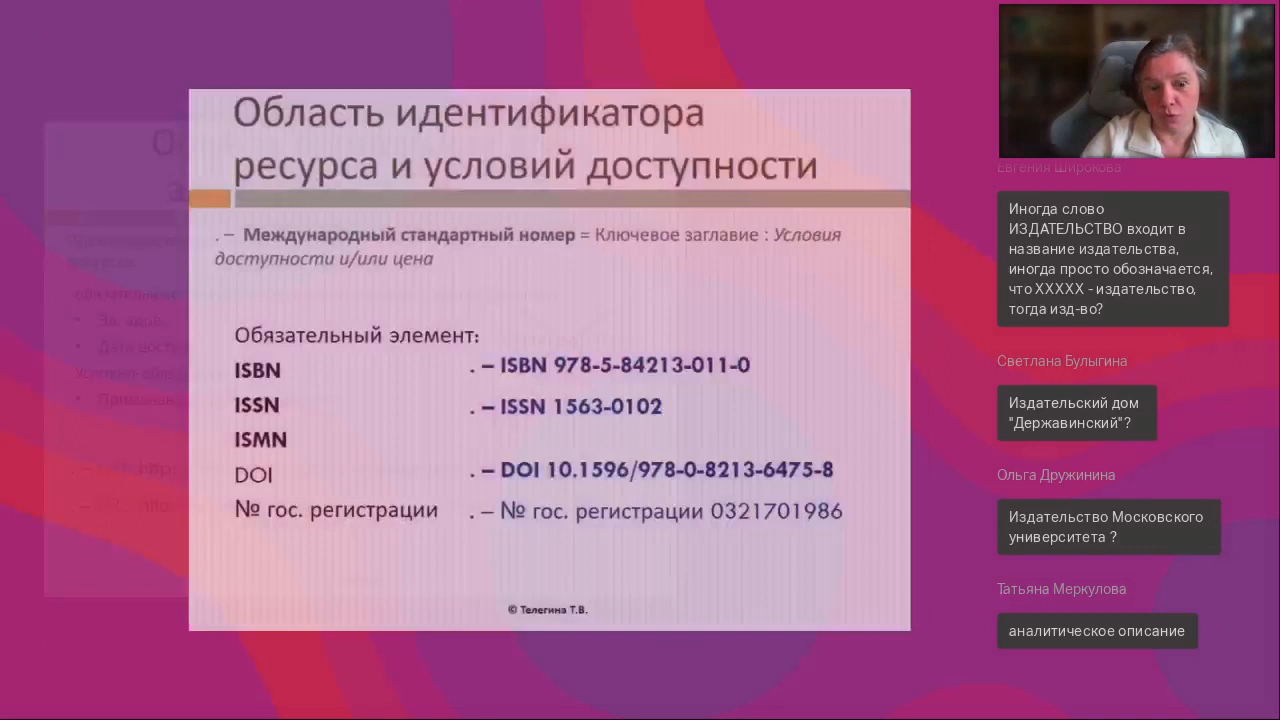 Область идентификатора
ресурса и условий доступности
. – Международный стандартный номер = Ключевое заглавие : Условия
доступности и/или цена
Обязательный элемент:
ISBN
. – ISBN 978-5-84213-011-0
ISSN
. – ISSN 1563-0102
ISMN
DOI
. – DOI 10.1596/978-0-8213-6475-8
№ гос. регистрации
. – № гос. регистрации 0321701986
© Телегина Т.В.
Евгения Широкова
Иногда слово
ИЗДАТЕЛЬСТВО входит в
название издательства,
иногда просто обозначается,
что ХХХХХ - издательство,
тогда изд-во?
Светлана Булыгина
Издательский дом
"Державинский"?
Ольга Дружинина
Издательство Московского
университета ?
Татьяна Меркулова
аналитическое описание